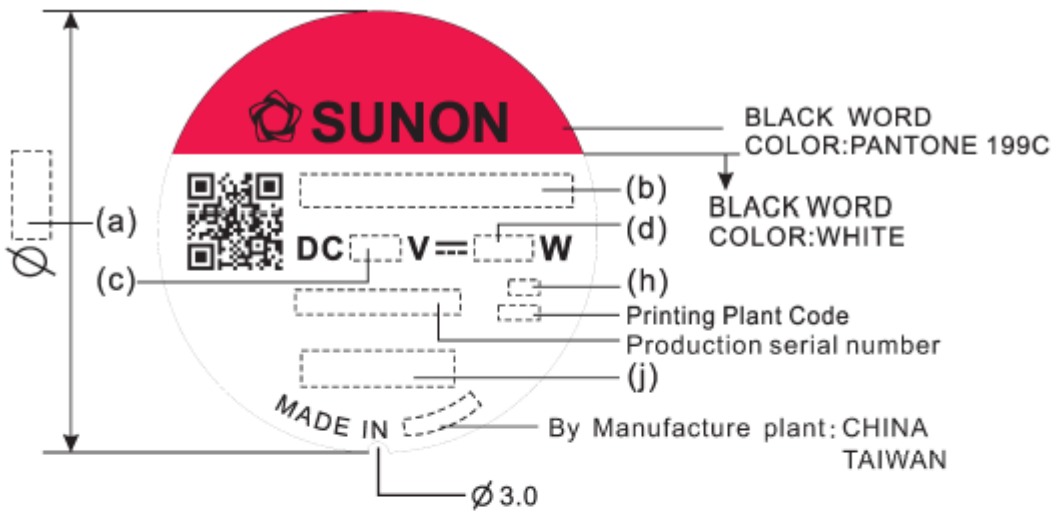 SUNON
BLACK WORD
COLOR:PANTONE 199C
(b)
(a)
BLACK WORD
COLOR:WHITE
(d)
DC V W
Ø
(c)
(h)
Printing Plant Code
Production serial number
(j)
MADE IN
By Manufacture plant: CHINA
TAIWAN
Ø 3.0